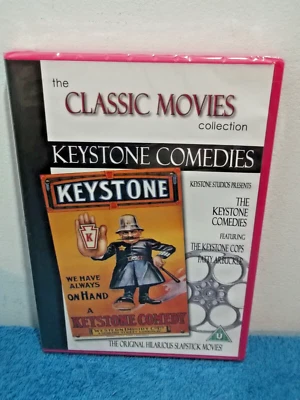 the
CLASSIC MOVIES
collection
KEYSTONE COMEDIES
KEYSTONE STUDIOS PRESENTS
THE
KEYSTONE
COMEDIES
FEATURING
THE KEYSTONE COPS
FATTY ARBUCKLE
KEYSTONE
K
WE HAVE
ALWAYS
ON HAND
A
KEYSTONE COMEDY
U
THE ORIGINAL HILARIOUS SLAPSTICK MOVIES!